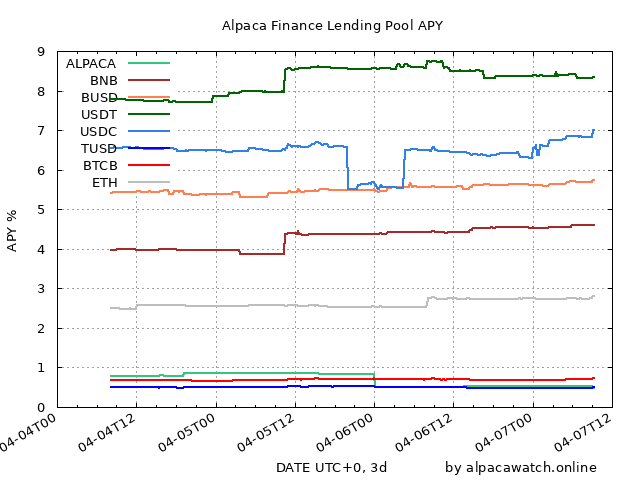 Alpaca Finance Lending Pool APY
9
8
7
6
5
4
3
2
1
0
APY %
ALPACA
BNB
BUSD
USDT
USDC
TUSD
BTCB
ETH
04-04T00
04-04T12
04-05T00
04-05T12
04-06T00
04-06T12
04-07T00
04-07T12
DATE UTC+0, 3d
by alpacawatch.online